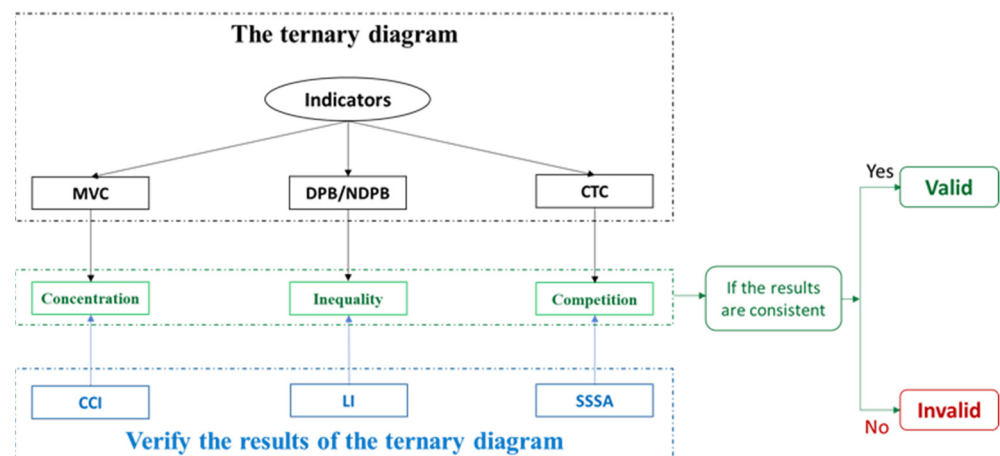 The ternary diagram
Indicators
MVC
DPB/NDPB
CTC
Concentration
Inequality
Competition
CCI
LI
SSSA
Verify the results of the ternary diagram
If the results
are consistent
Yes
Valid
No
Invalid